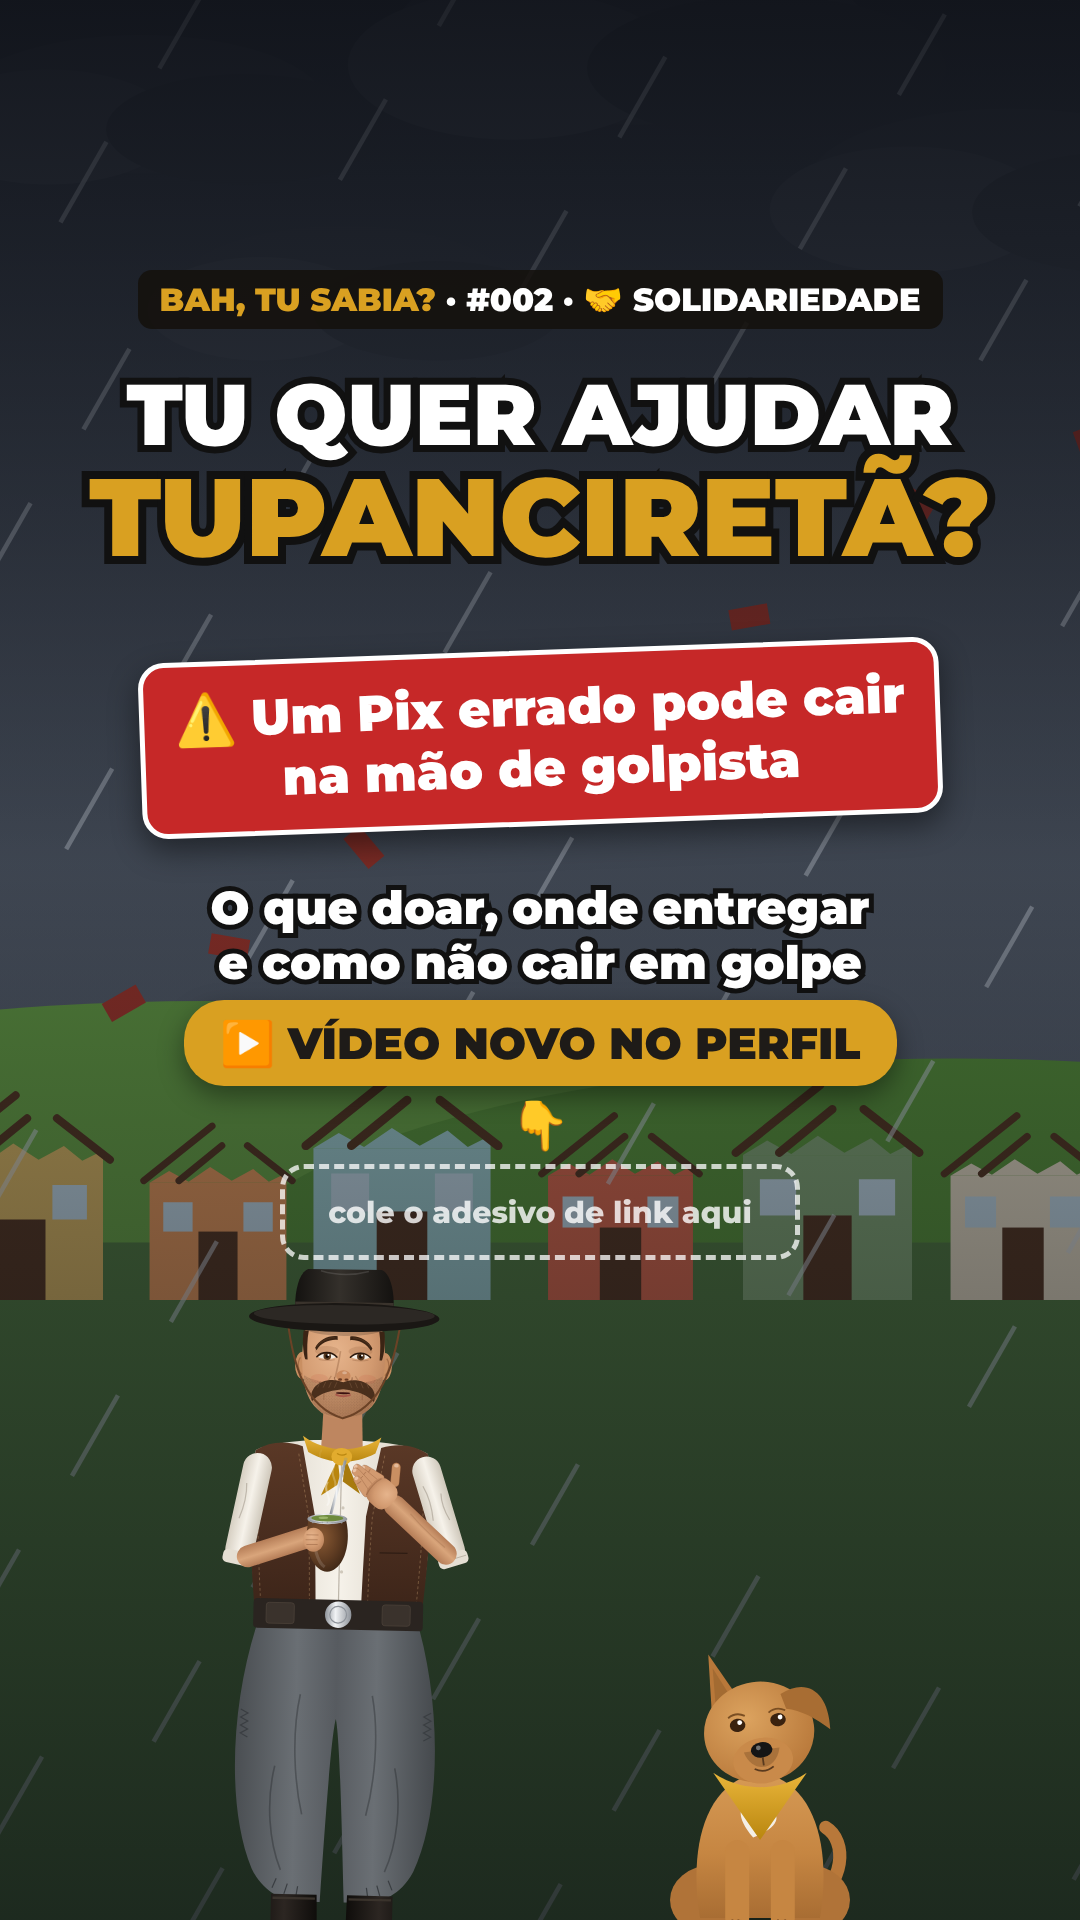 BAH, TU SABIA? • #002 • 🤝 SOLIDARIEDADE
TU QUER AJUDAR
TUPANCIRETÃ?
⚠️ Um Pix errado pode cair
na mão de golpista
O que doar, onde entregar
e como não cair em golpe
▶️ VÍDEO NOVO NO PERFIL
👇
cole o adesivo de link aqui